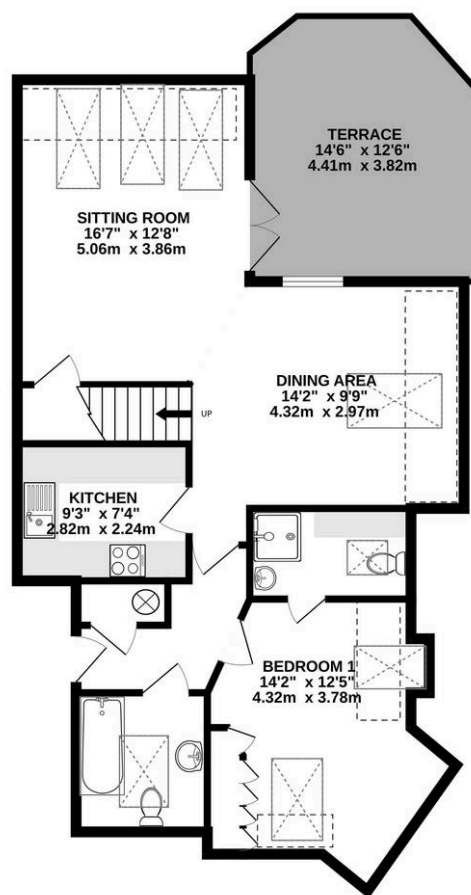 TERRACE
14'6" x 12'6"
4.41m x 3.82m
SITTING ROOM
16'7" x 12'8"
5.06m x 3.86m
DINING AREA
14'2" x 9'9"
4.32m x 2.97m
UP
KITCHEN
9'3" x 7'4"
2.82m x 2.24m
BEDROOM 1
14'2" x 12'5"
4.32m x 3.78m